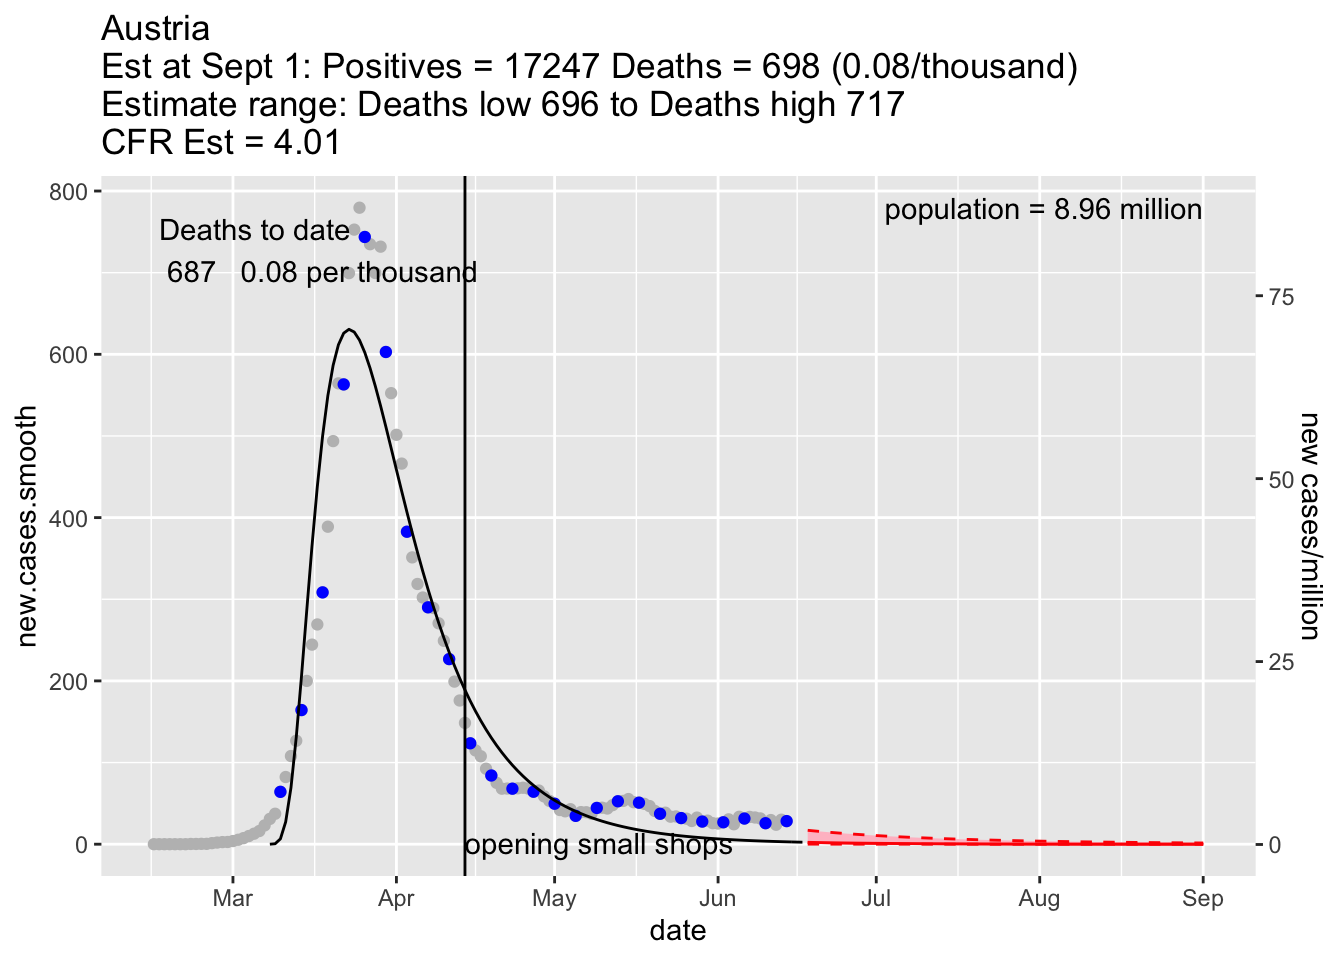 Austria
Est at Sept 1: Positives = 17247 Deaths = 698 (0.08/thousand)
Estimate range: Deaths low 696 to Deaths high 717
CFR Est = 4.01
800
600
400
200
0
new.cases.smooth
Deaths to date
687 0.08 per thousand
population = 8.96 million
opening small shops
75
50
25
0
new cases/million
Mar Apr May Jun Jul Aug Sep
date